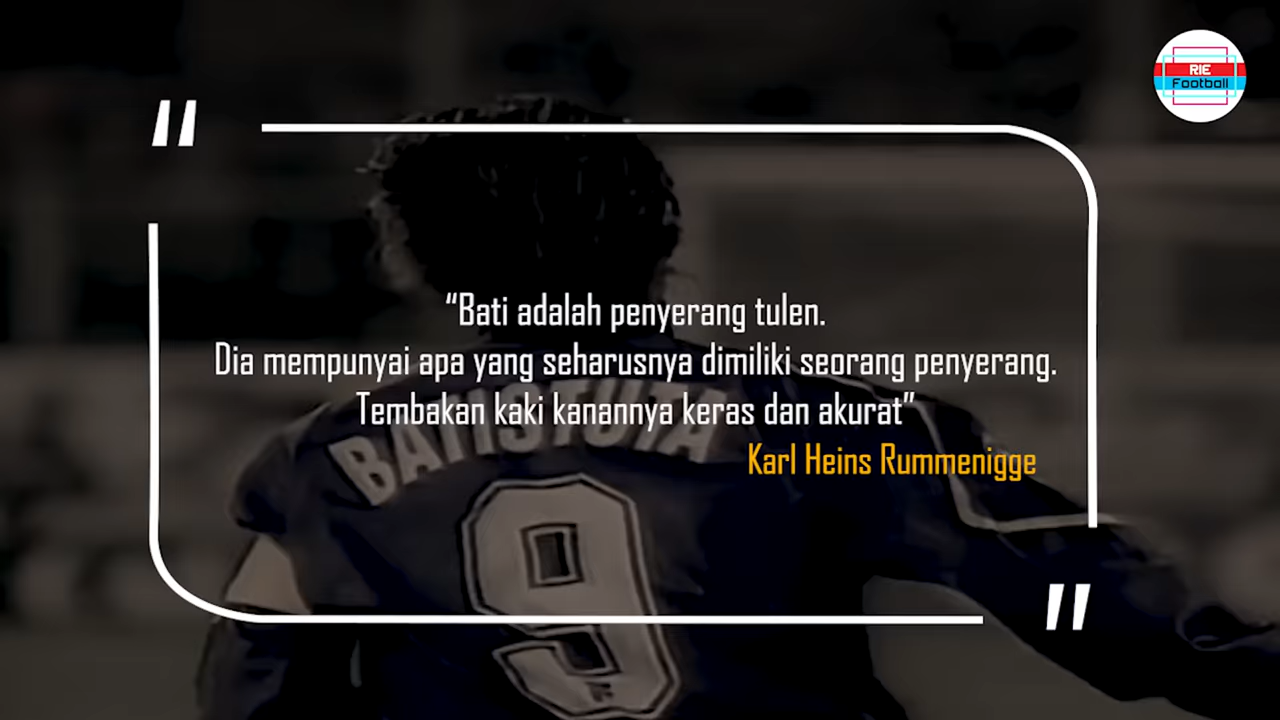 RIE
Football
“Bati adalah penyerang tulen.
Dia mempunyai apa yang seharusnya dimiliki seorang penyerang.
Tembakan kaki kanannya keras dan akurat”
BATISTUTA
Karl Heins Rummenigge
9